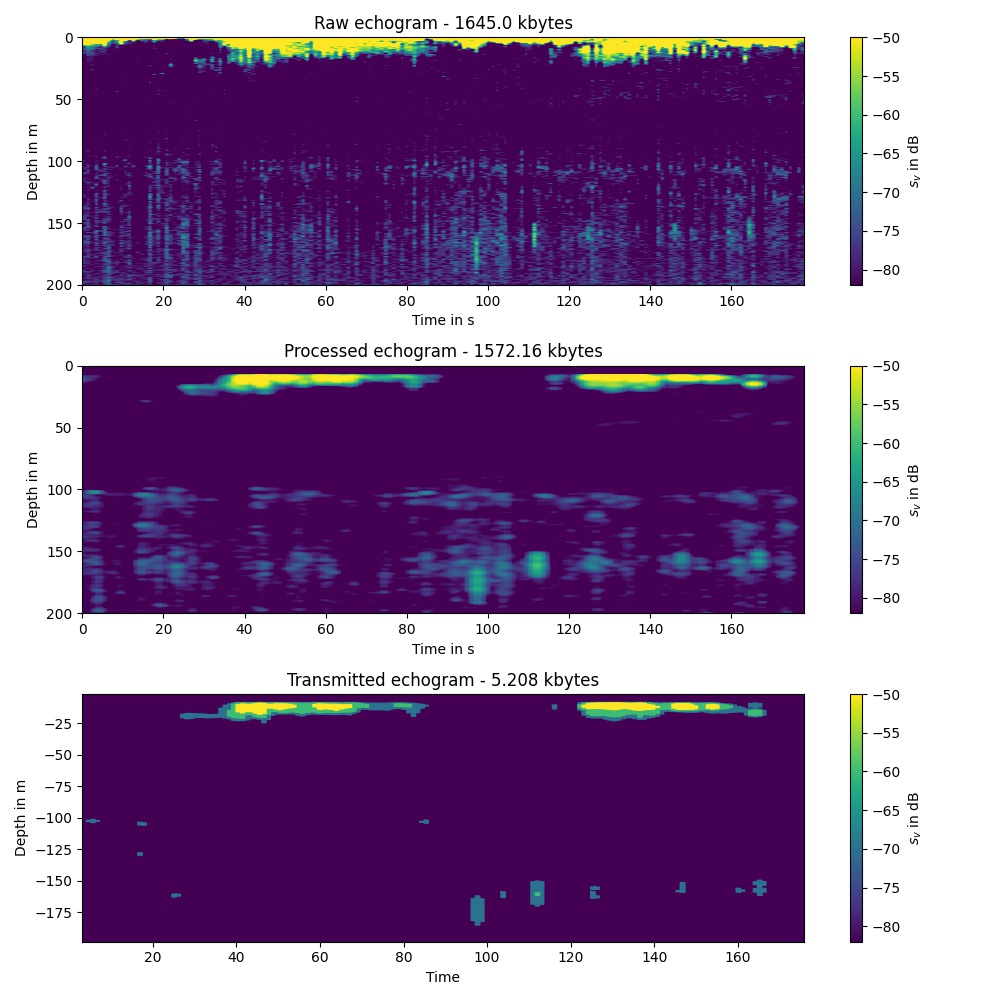 Raw echogram - 1645.0 kbytes
0
50
100
150
200
Depth in m
0 20 40 60 80 100 120 140 160
Time in s
−50
−55
−60
−65
−70
−75
−80
s_v in dB
Processed echogram - 1572.16 kbytes
0
50
100
150
200
Depth in m
0 20 40 60 80 100 120 140 160
Time in s
−50
−55
−60
−65
−70
−75
−80
s_v in dB
Transmitted echogram - 5.208 kbytes
−25
−50
−75
−100
−125
−150
−175
Depth in m
20 40 60 80 100 120 140 160
Time
−50
−55
−60
−65
−70
−75
−80
s_v in dB